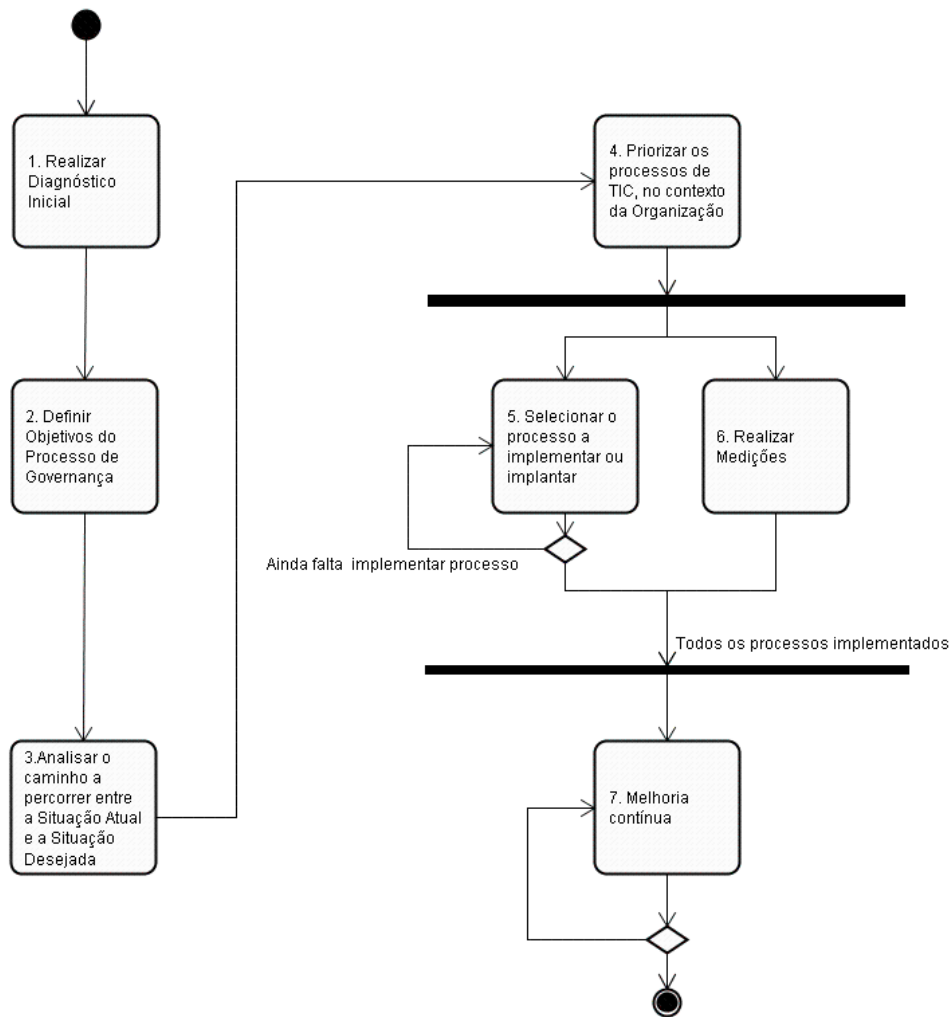 1. Realizar
Diagnóstico
Inicial
2. Definir
Objetivos do
Processo de
Governança
3.Analisar o
caminho a
percorrer entre
a Situação Atual
e a Situação
Desejada
4. Priorizar os
processos de
TIC, no contexto
da Organização
5. Selecionar o
processo a
implementar ou
implantar
6. Realizar
Medições
Ainda falta  implementar processo
Todos os processos implementados
7. Melhoria
contínua